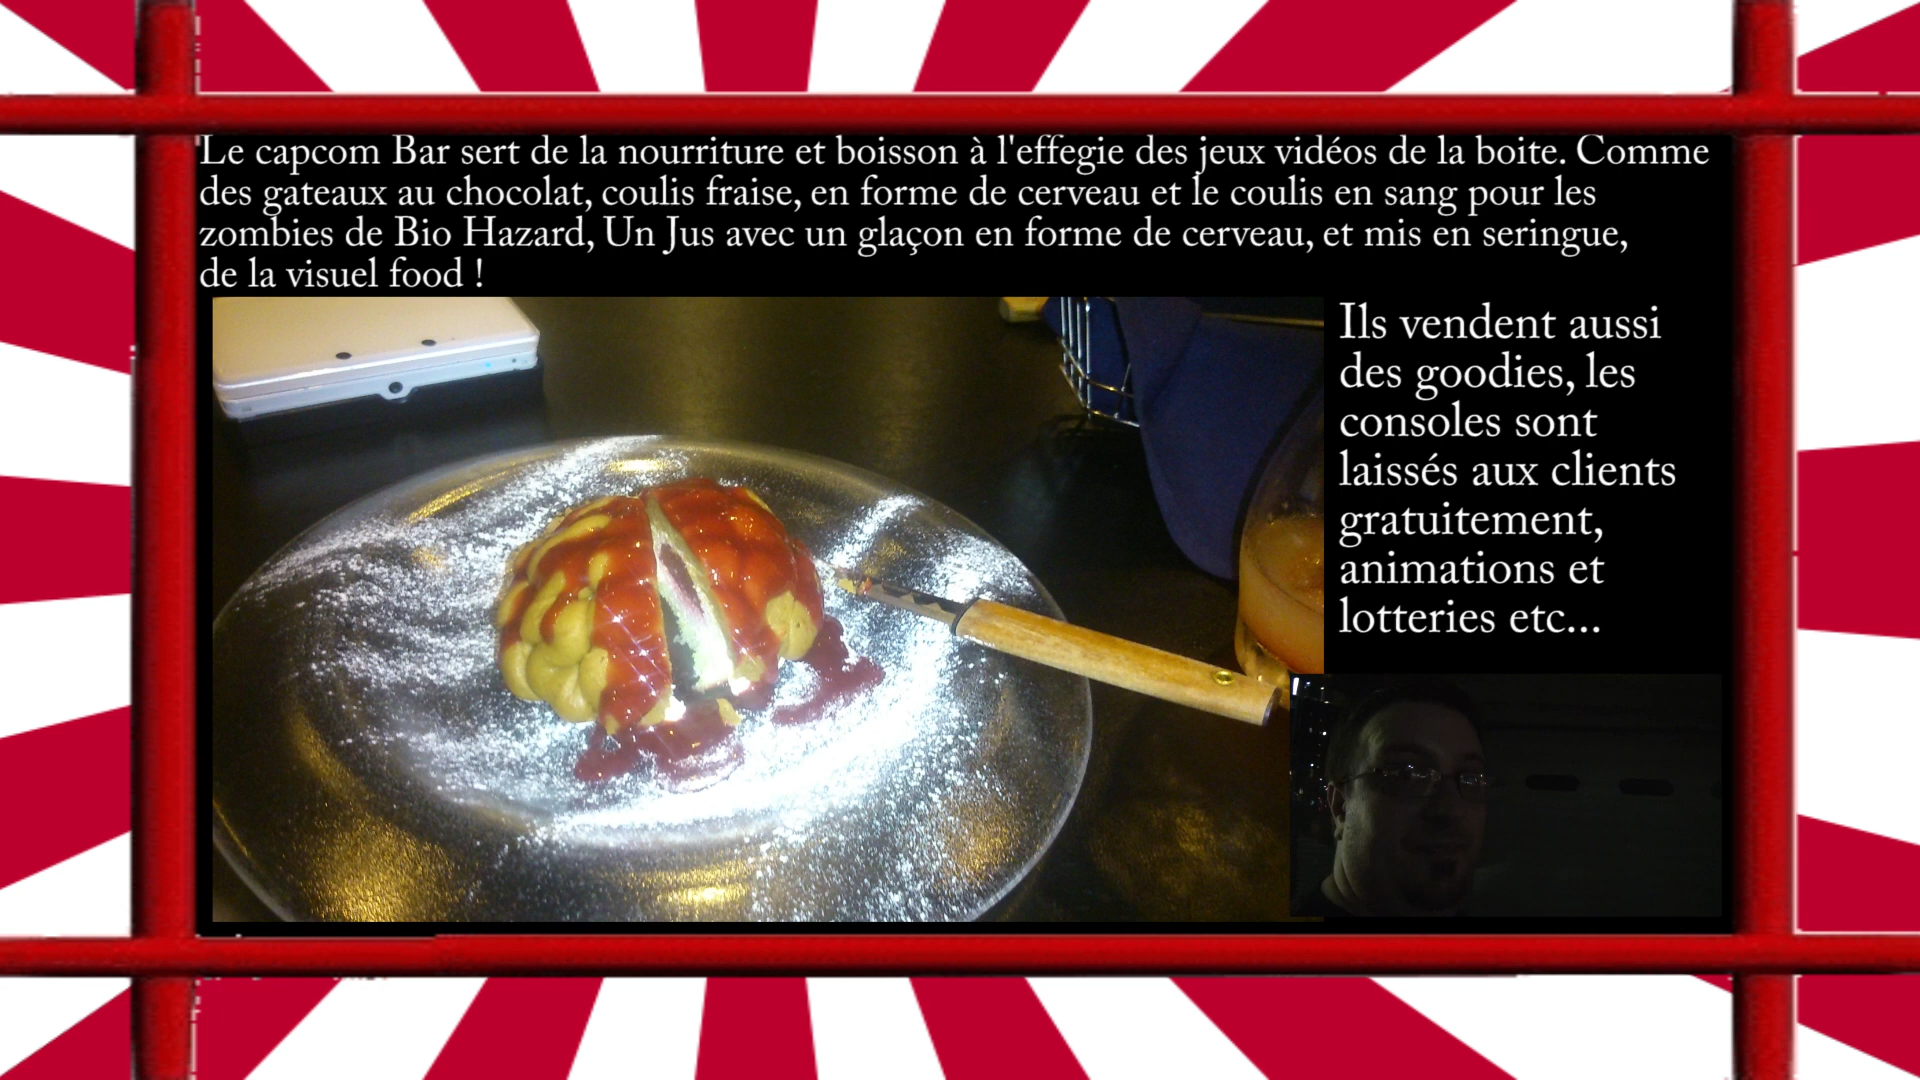 Le capcom Bar sert de la nourriture et boisson à l'effegie des jeux vidéos de la boite. Comme
des gateaux au chocolat, coulis fraise, en forme de cerveau et le coulis en sang pour les
zombies de Bio Hazard, Un Jus avec un glaçon en forme de cerveau, et mis en seringue,
de la visuel food !
Ils vendent aussi
des goodies, les
consoles sont
laissés aux clients
gratuitement,
animations et
lotteries etc...